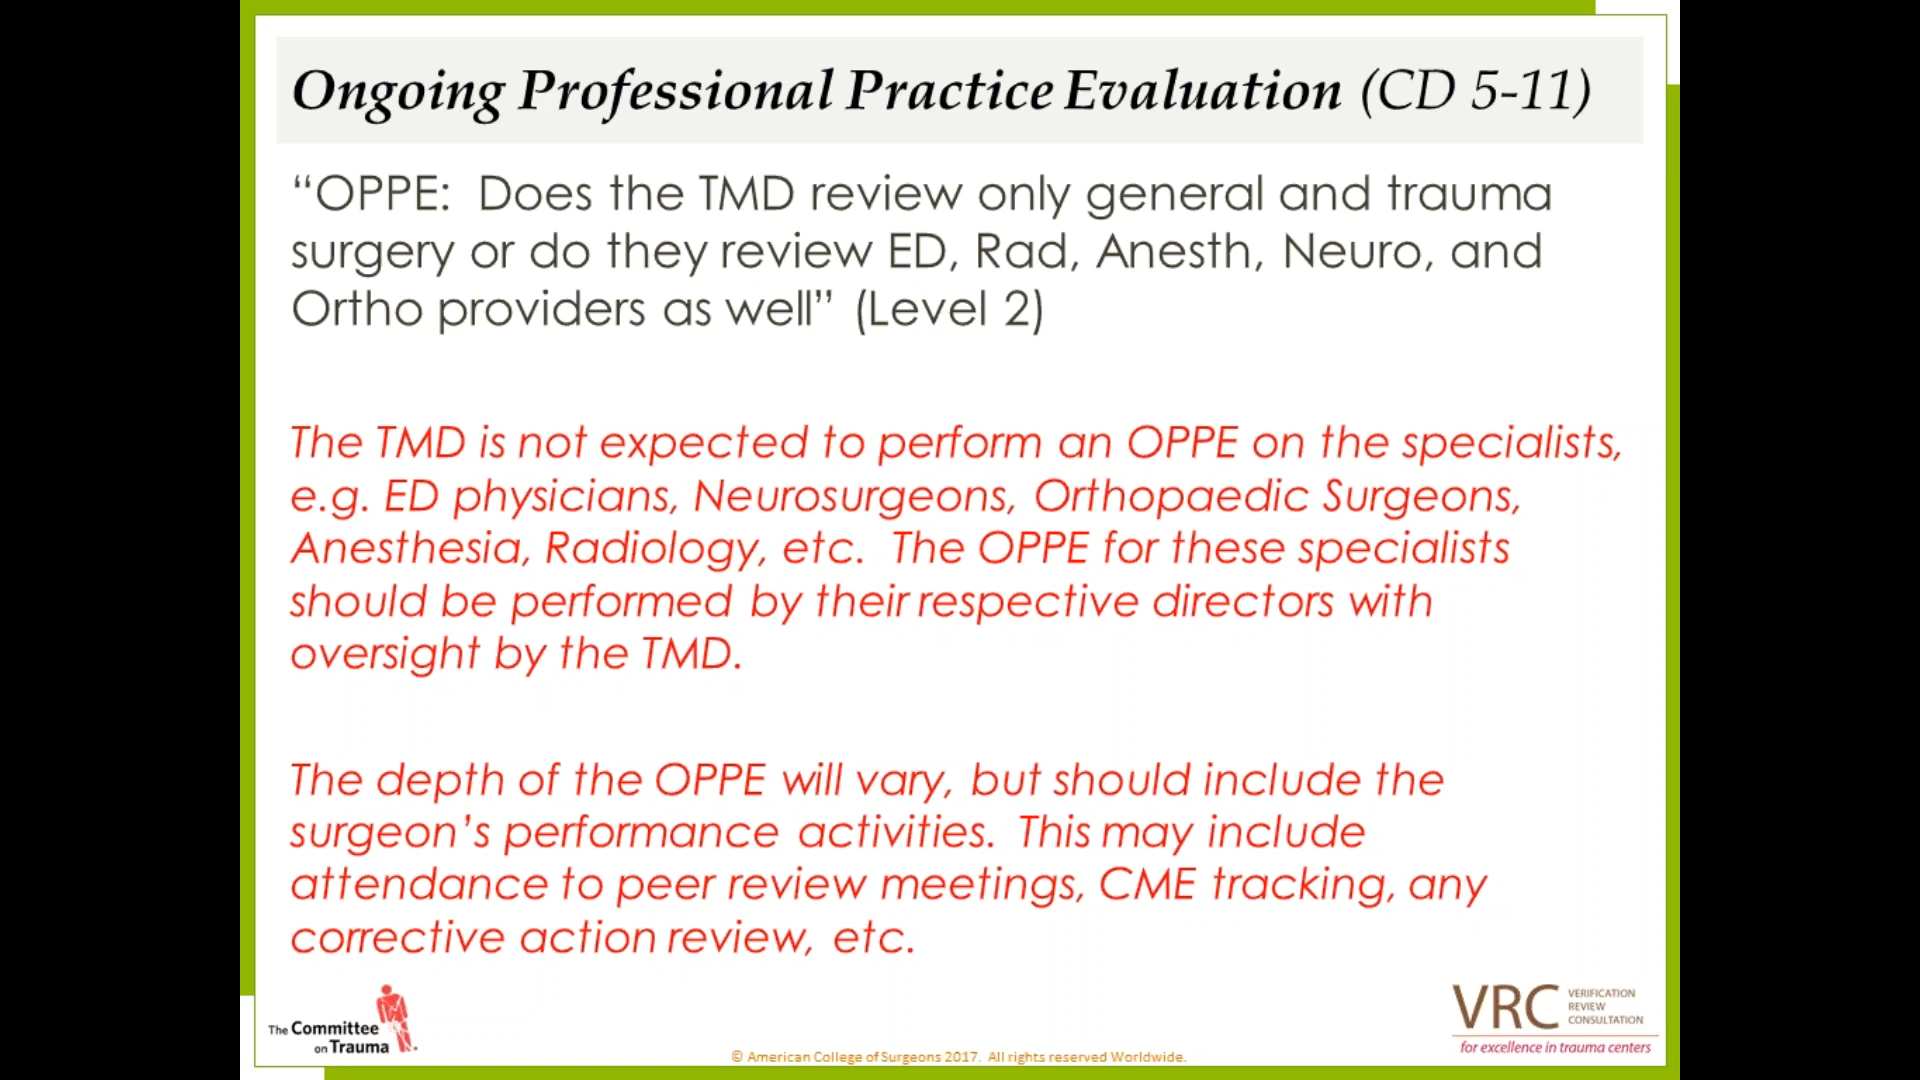 Ongoing Professional Practice Evaluation (CD 5-11)
“OPPE:  Does the TMD review only general and trauma
surgery or do they review ED, Rad, Anesth, Neuro, and
Ortho providers as well” (Level 2)
The TMD is not expected to perform an OPPE on the specialists,
e.g. ED physicians, Neurosurgeons, Orthopaedic Surgeons,
Anesthesia, Radiology, etc.  The OPPE for these specialists
should be performed by their respective directors with
oversight by the TMD.
The depth of the OPPE will vary, but should include the
surgeon’s performance activities.  This may include
attendance to peer review meetings, CME tracking, any
corrective action review, etc.
The Committee
on Trauma
© American College of Surgeons 2017.  All rights reserved Worldwide.
VRC
VERIFICATION
REVIEW
CONSULTATION
for excellence in trauma centers